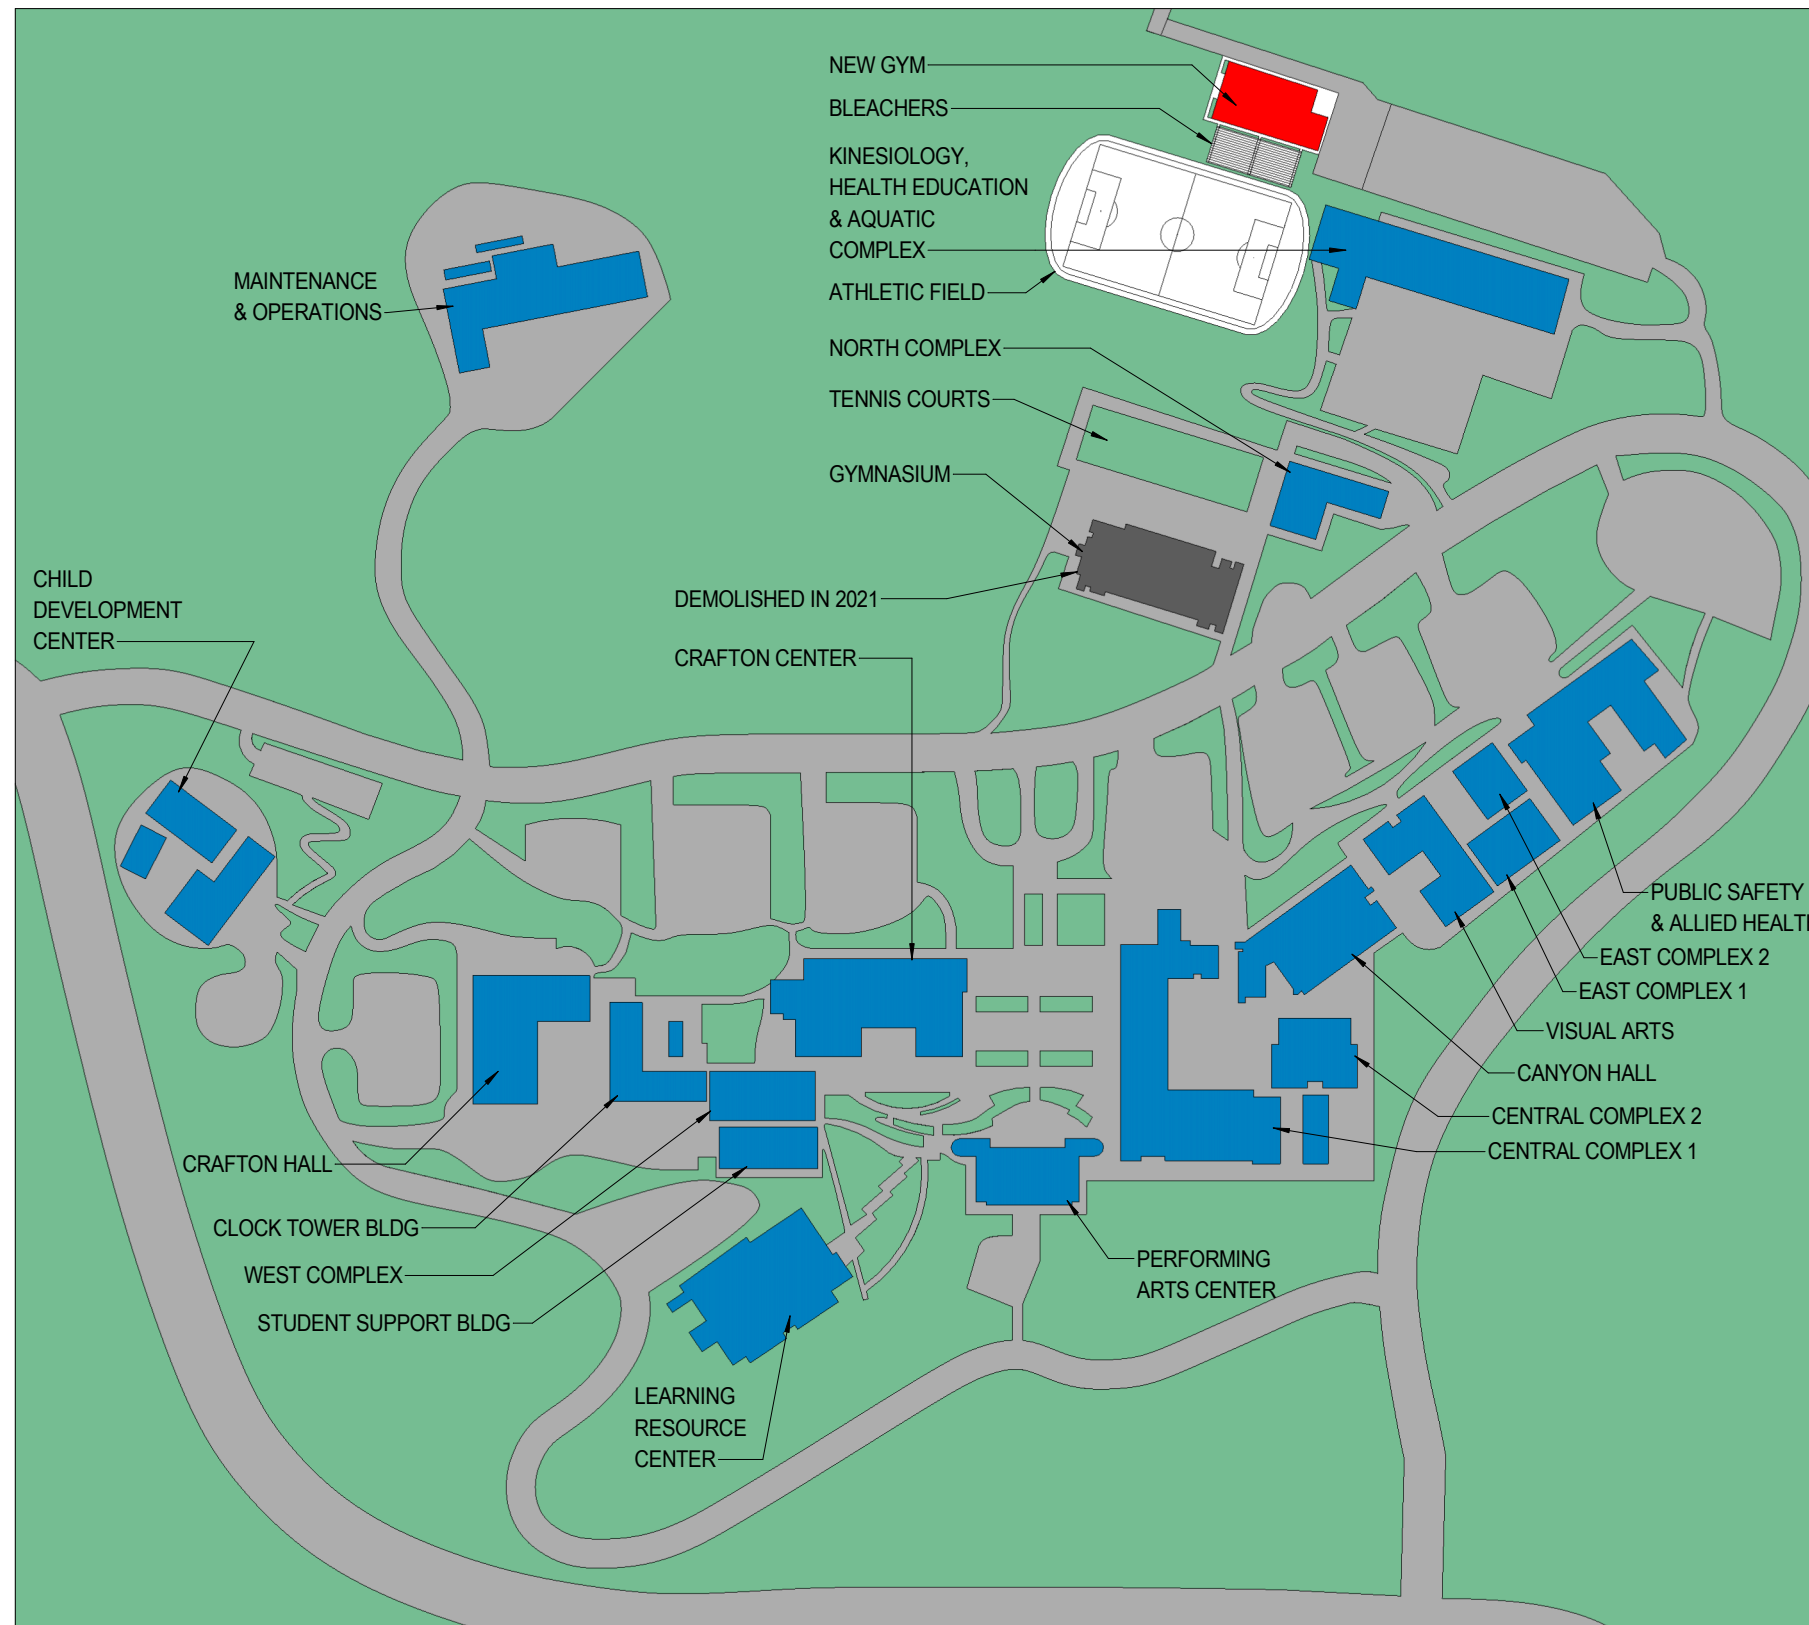 NEW GYM
BLEACHERS
KINESIOLOGY,
HEALTH EDUCATION
& AQUATIC
COMPLEX
ATHLETIC FIELD
MAINTENANCE
& OPERATIONS
NORTH COMPLEX
TENNIS COURTS
GYMNASIUM
CHILD
DEVELOPMENT
CENTER
DEMOLISHED IN 2021
CRAFTON CENTER
PUBLIC SAFETY
& ALLIED HEALTH
EAST COMPLEX 2
EAST COMPLEX 1
VISUAL ARTS
CANYON HALL
CENTRAL COMPLEX 2
CENTRAL COMPLEX 1
CRAFTON HALL
CLOCK TOWER BLDG
WEST COMPLEX
STUDENT SUPPORT BLDG
PERFORMING
ARTS CENTER
LEARNING
RESOURCE
CENTER